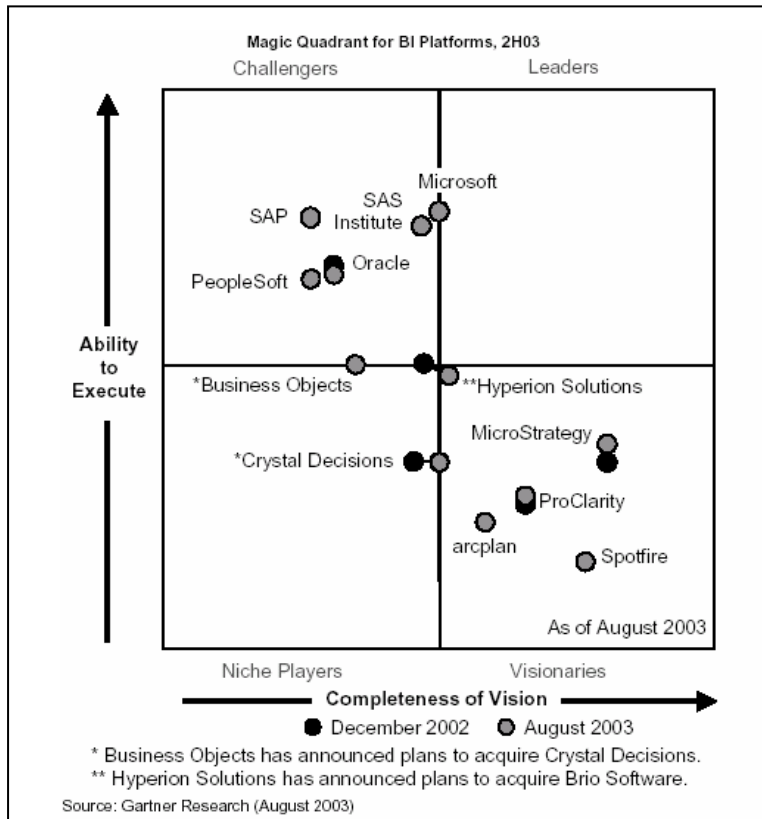 Magic Quadrant for BI Platforms, 2H03
Challengers
Leaders
Microsoft
SAS
Institute
SAP
Oracle
PeopleSoft
Ability
to
Execute
*Business Objects
**Hyperion Solutions
MicroStrategy
*Crystal Decisions
ProClarity
arcplan
Spotfire
As of August 2003
Niche Players
Visionaries
Completeness of Vision
December 2002
August 2003
* Business Objects has announced plans to acquire Crystal Decisions.
** Hyperion Solutions has announced plans to acquire Brio Software.
Source: Gartner Research (August 2003)